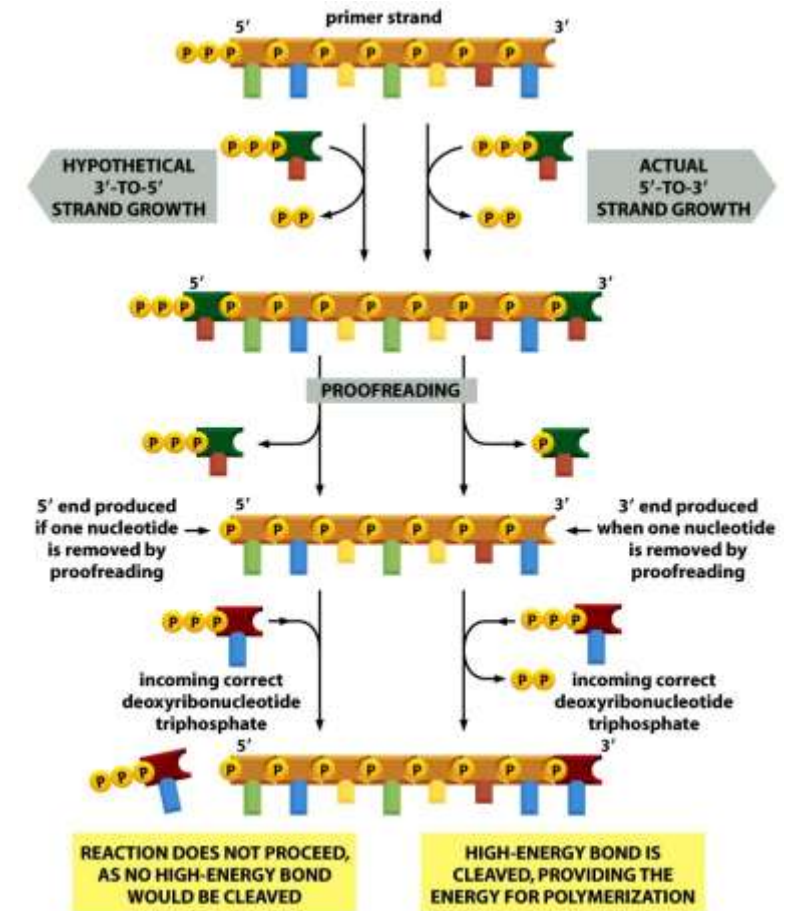 primer strand
5′ 3′
P P P P P P P P P
P P P P P P
HYPOTHETICAL
3′-TO-5′
STRAND GROWTH
ACTUAL
5′-TO-3′
STRAND GROWTH
P P P P
5′ 3′
P P P P P P P P P P P
PROOFREADING
P P P P
5′ end produced
if one nucleotide
is removed by
proofreading
5′ 3′
P P P P P P P
3′ end produced
when one nucleotide
is removed by
proofreading
P P P P P P
P P
incoming correct
deoxyribonucleotide
triphosphate
incoming correct
deoxyribonucleotide
triphosphate
5′ 3′
P P P P P P P P P P P
REACTION DOES NOT PROCEED,
AS NO HIGH-ENERGY BOND
WOULD BE CLEAVED
HIGH-ENERGY BOND IS
CLEAVED, PROVIDING THE
ENERGY FOR POLYMERIZATION